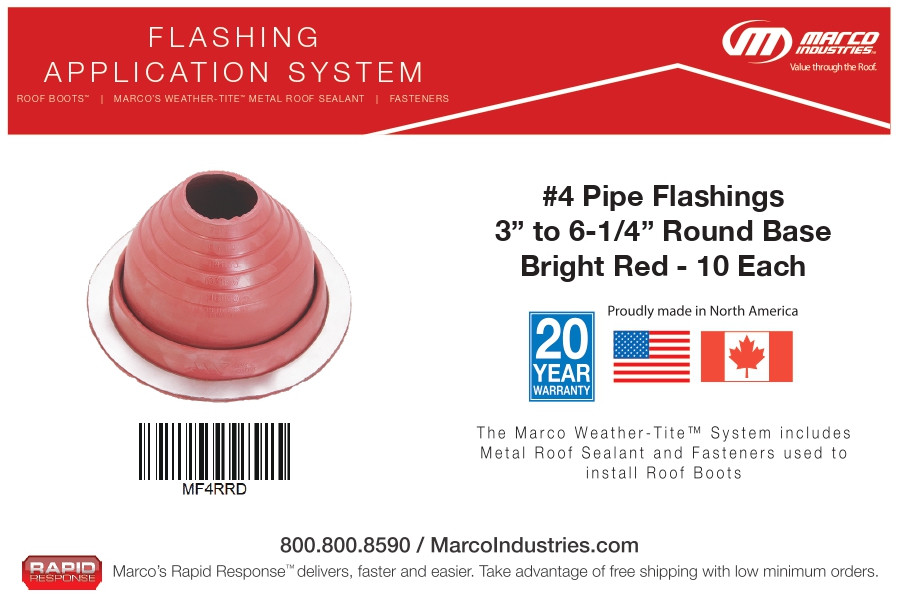 FLASHING
APPLICATION SYSTEM
ROOF BOOTS™ | MARCO'S WEATHER-TITE™ METAL ROOF SEALANT | FASTENERS
MARCO
INDUSTRIES™
Value through the Roof.
#4 Pipe Flashings
3” to 6-1/4” Round Base
Bright Red - 10 Each
20
YEAR
WARRANTY
Proudly made in North America
MF4RRD
The Marco Weather-Tite™ System includes
Metal Roof Sealant and Fasteners used to
install Roof Boots
800.800.8590 / MarcoIndustries.com
RAPID
RESPONSE
Marco’s Rapid Response™ delivers, faster and easier. Take advantage of free shipping with low minimum orders.